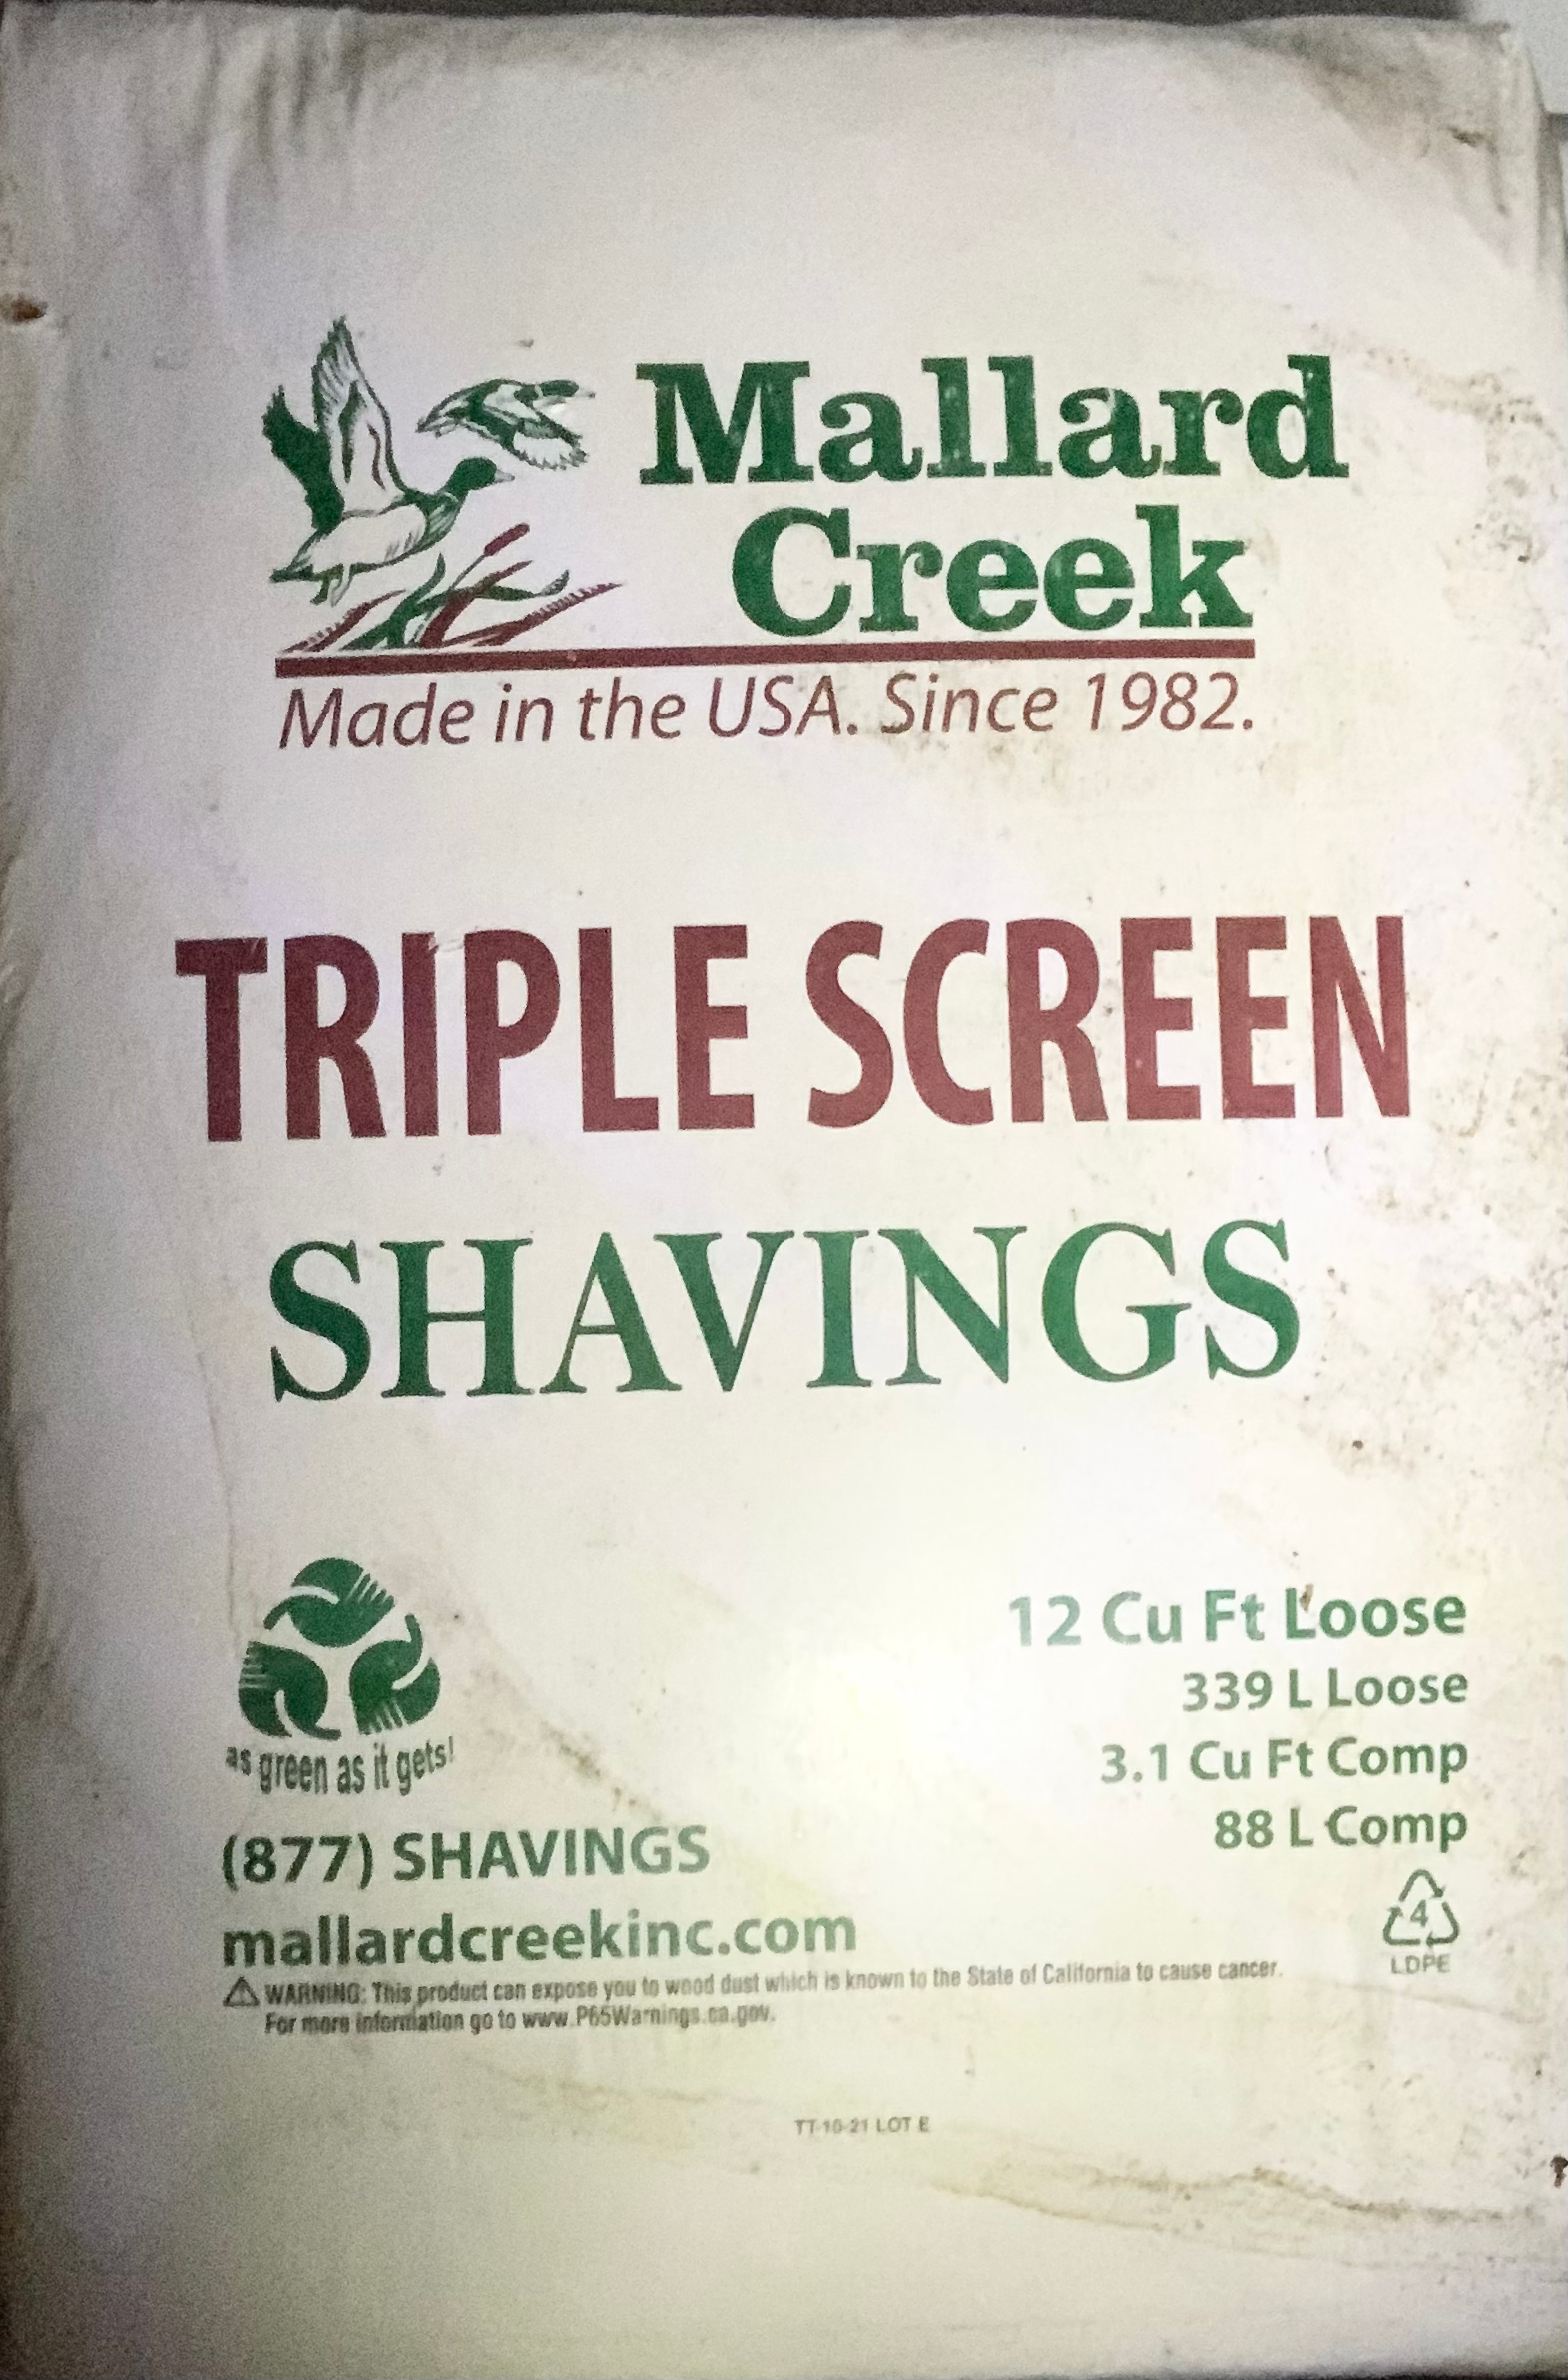 Mallard
Creek
Made in the USA. Since 1982.
TRIPLE SCREEN
SHAVINGS
as green as it gets!
(877) SHAVINGS
mallardcreekinc.com
12 Cu Ft Loose
339 L Loose
3.1 Cu Ft Comp
88 L Comp
4
LDPE
WARNING: This product can expose you to wood dust which is known to the State of California to cause cancer.
For more information go to www.P65Warnings.ca.gov.
TT-10-21 LOT E